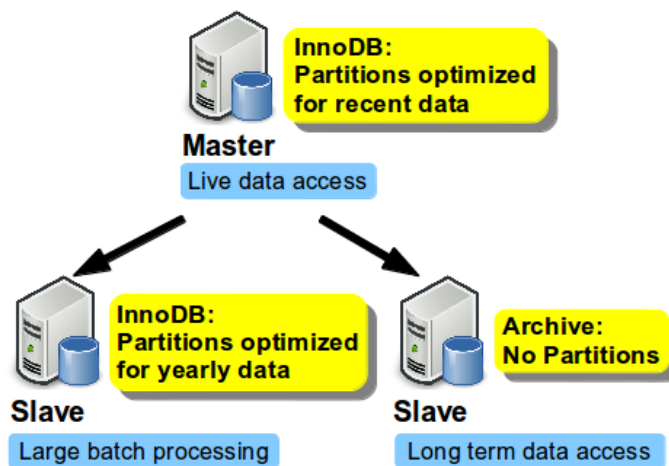 InnoDB:
Partitions optimized
for recent data
Master
Live data access
InnoDB:
Partitions optimized
for yearly data
Slave
Large batch processing
Archive:
No Partitions
Slave
Long term data access